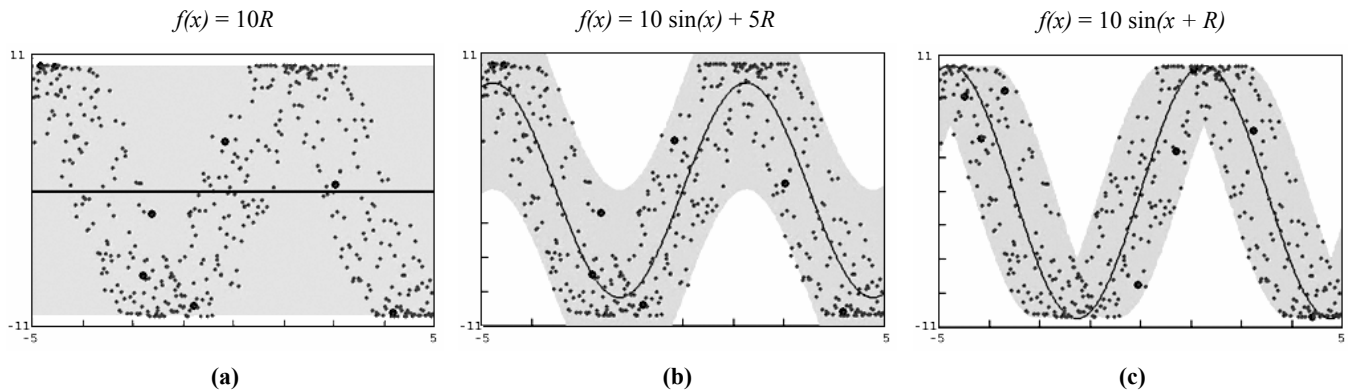 f(x) = 10R
f(x) = 10 sin(x) + 5R
f(x) = 10 sin(x + R)
11
11
11
-11
-11
-11
-5
5
-5
5
-5
5
(a)
(b)
(c)